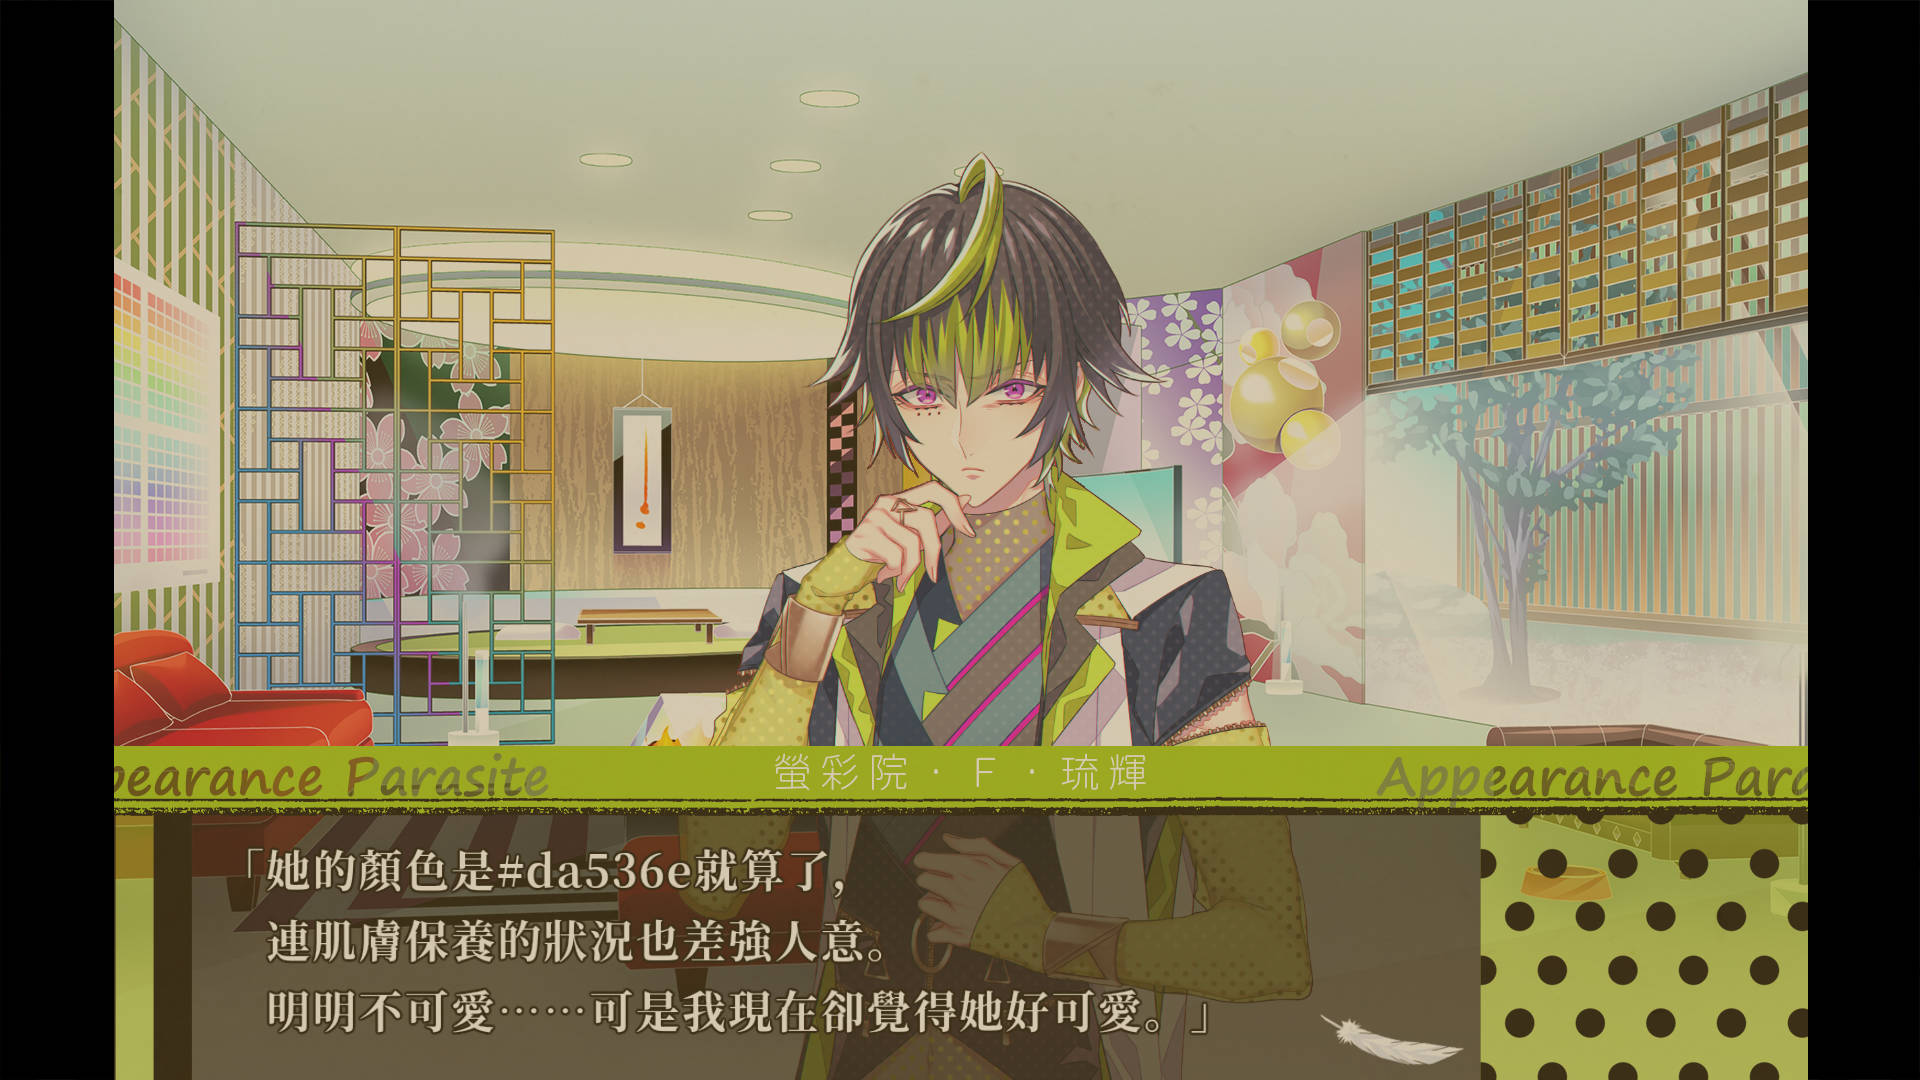 pearance Parasite
螢彩院・F・琉輝
Appearance Para
「她的顏色是#da536e就算了，
連肌膚保養的狀況也差強人意。
明明不可愛……可是我現在卻覺得她好可愛。」